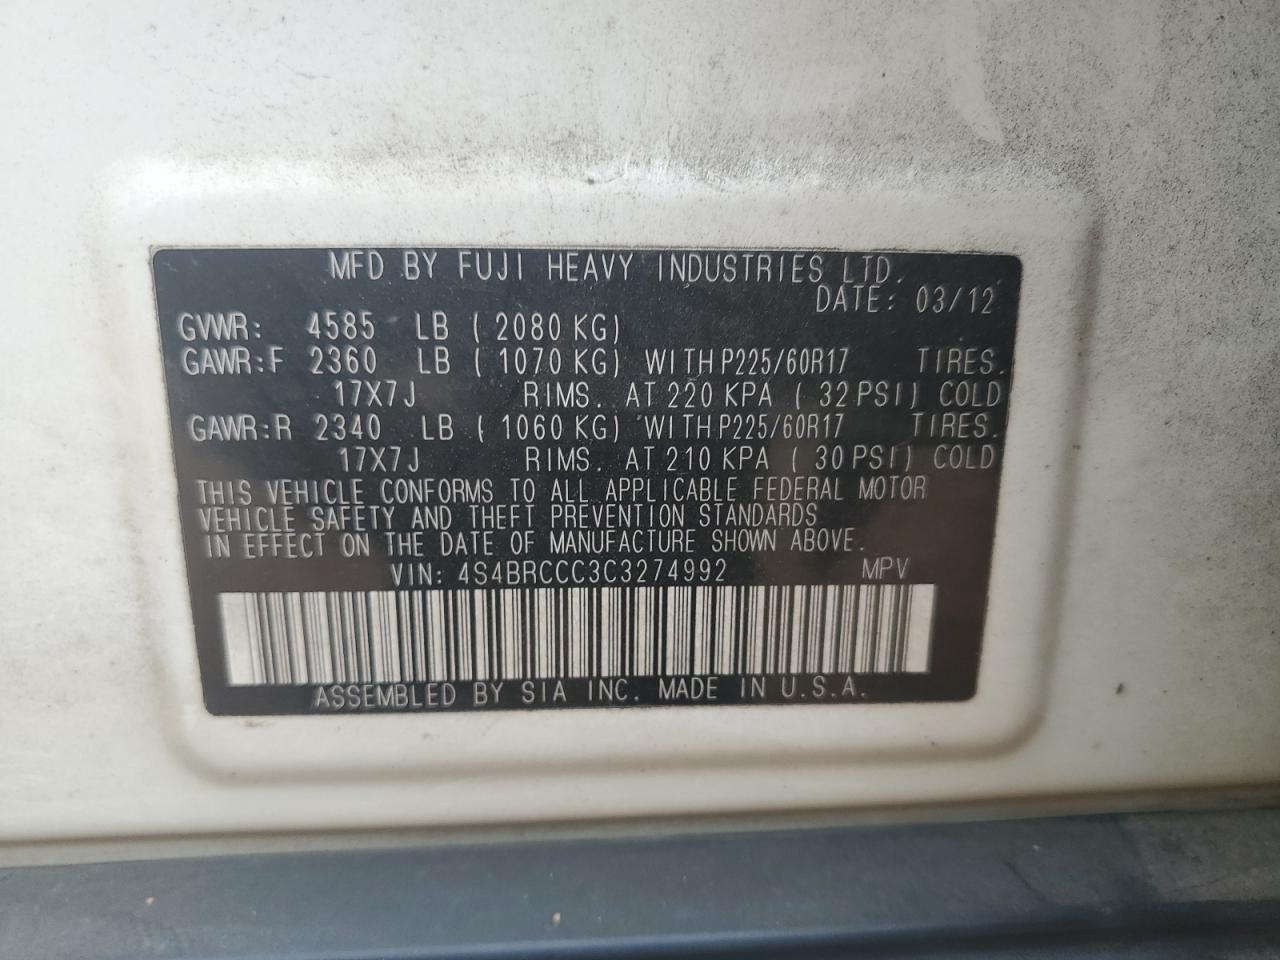 MFD BY FUJI HEAVY INDUSTRIES LTD.
DATE: 03/12
GVWR: 4585 LB ( 2080 KG)
GAWR:F 2360 LB ( 1070 KG) WITH P225/60R17 TIRES.
17X7J RIMS. AT 220 KPA ( 32 PSI) COLD
GAWR:R 2340 LB ( 1060 KG) WITH P225/60R17 TIRES.
17X7J RIMS. AT 210 KPA ( 30 PSI) COLD
THIS VEHICLE CONFORMS TO ALL APPLICABLE FEDERAL MOTOR
VEHICLE SAFETY AND THEFT PREVENTION STANDARDS
IN EFFECT ON THE DATE OF MANUFACTURE SHOWN ABOVE.
VIN: 4S4BRCCC3C3274992 MPV
ASSEMBLED BY SIA INC. MADE IN U.S.A.